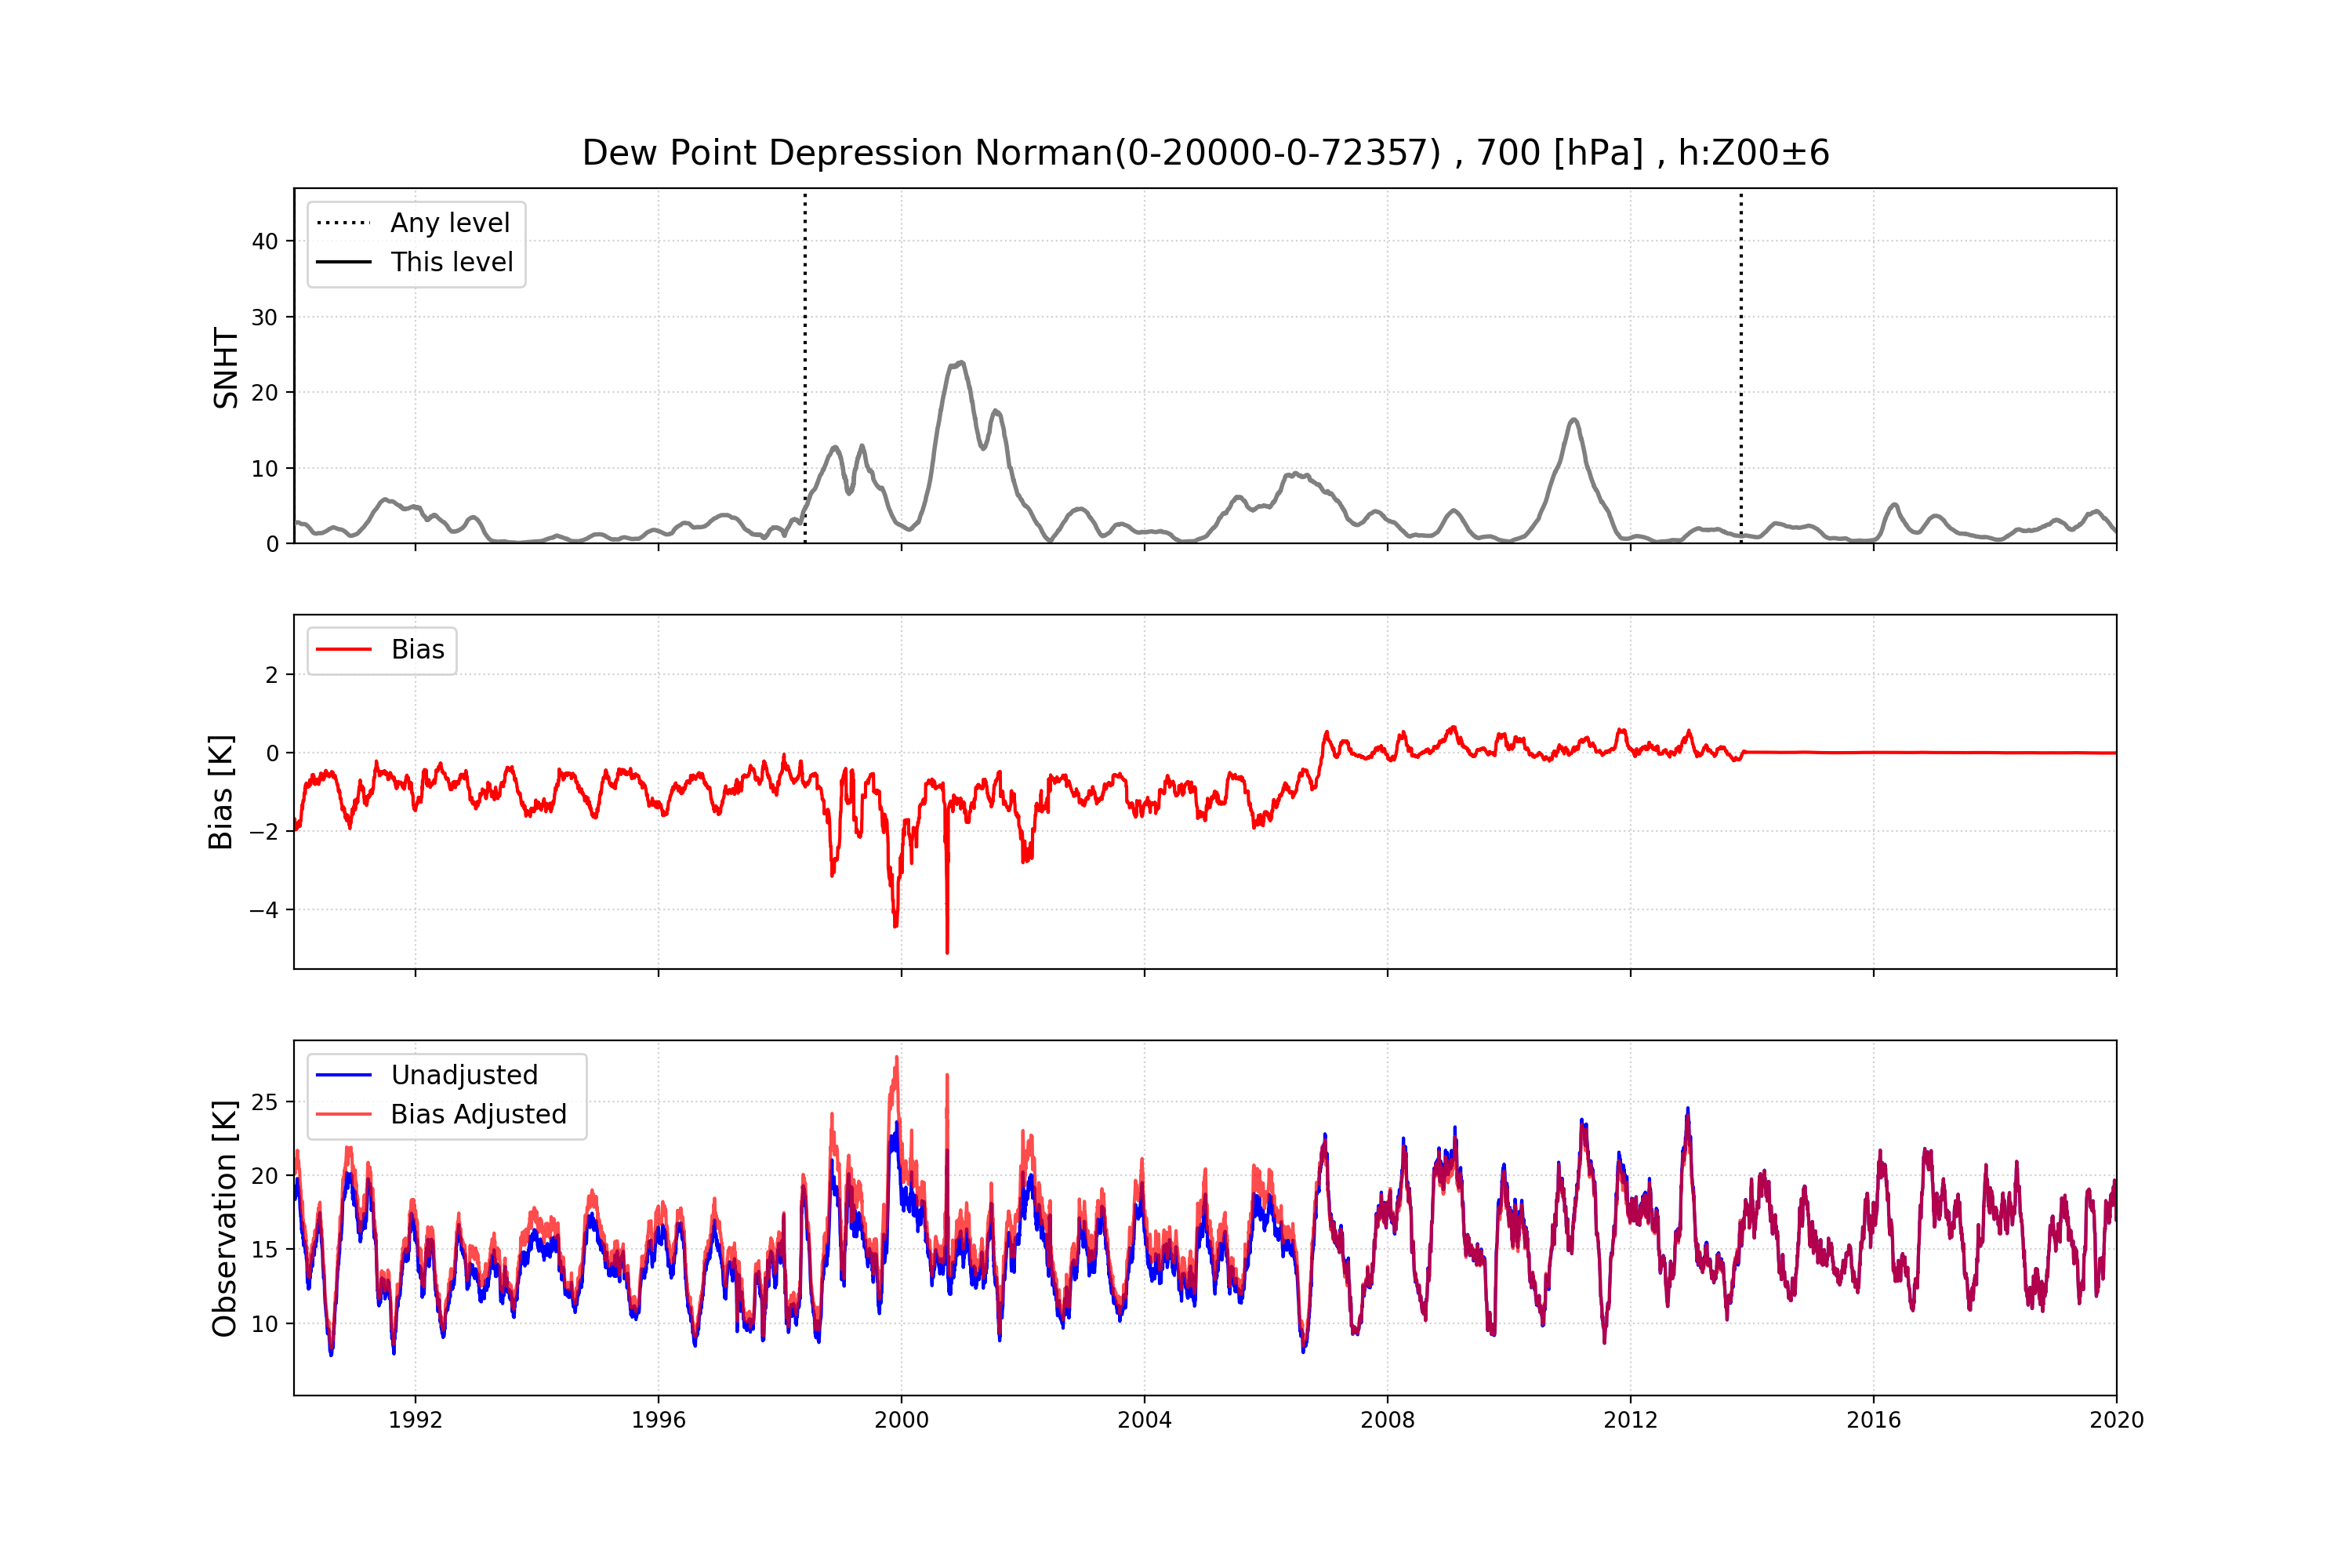 Dew Point Depression Norman(0-20000-0-72357) , 700 [hPa] , h:Z00±6
Any level
This level
SNHT
40
30
20
10
0
Bias
Bias [K]
2
0
−2
−4
Unadjusted
Bias Adjusted
Observation [K]
25
20
15
10
1992 1996 2000 2004 2008 2012 2016 2020